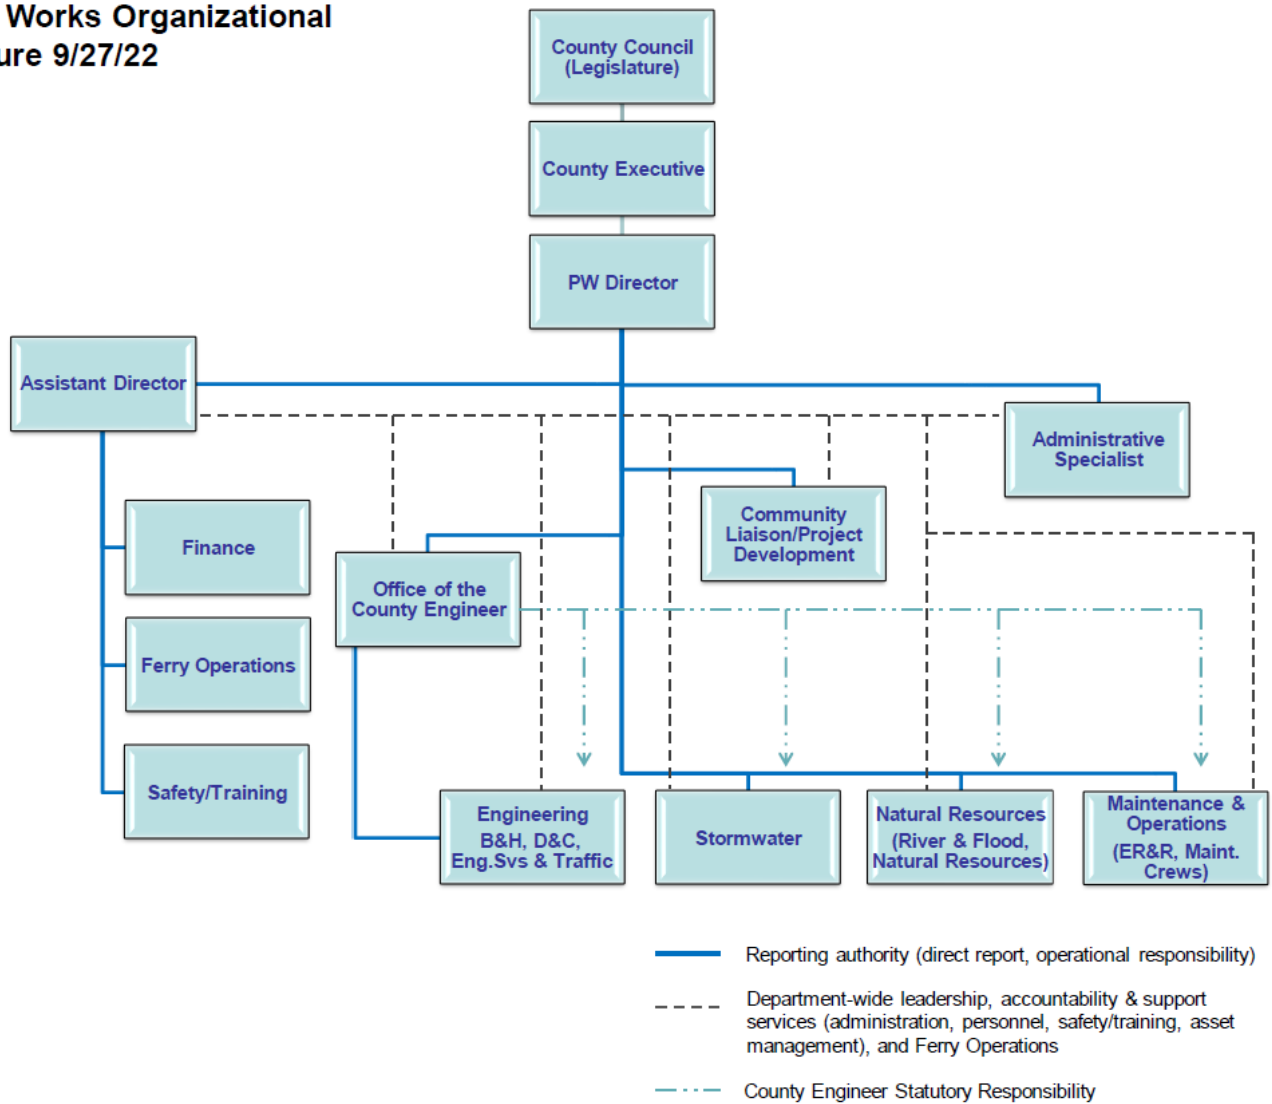 Works Organizational
ure 9/27/22
County Council
(Legislature)
County Executive
PW Director
Assistant Director
Administrative
Specialist
Community
Liaison/Project
Development
Finance
Office of the
County Engineer
Ferry Operations
Safety/Training
Engineering
B&H, D&C,
Eng.Svs & Traffic
Stormwater
Natural Resources
(River & Flood,
Natural Resources)
Maintenance &
Operations
(ER&R, Maint.
Crews)
Reporting authority (direct report, operational responsibility)
Department-wide leadership, accountability & support
services (administration, personnel, safety/training, asset
management), and Ferry Operations
County Engineer Statutory Responsibility